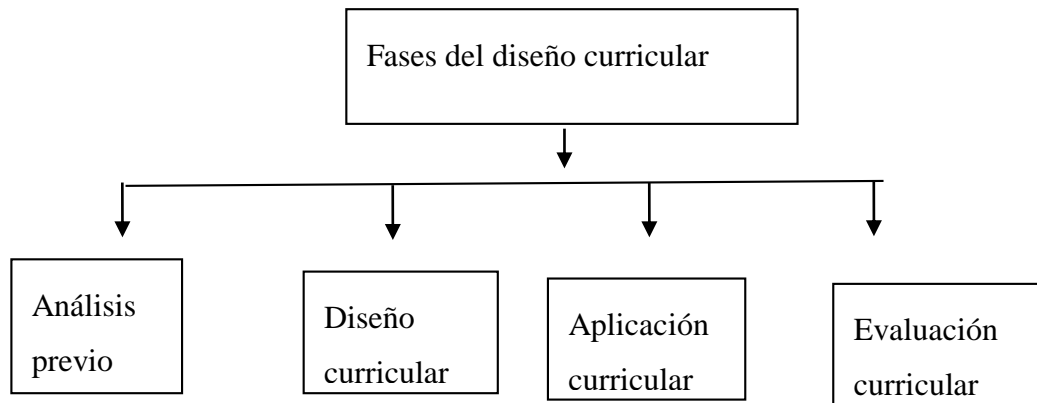 Fases del diseño curricular
Análisis
previo
Diseño
curricular
Aplicación
curricular
Evaluación
curricular